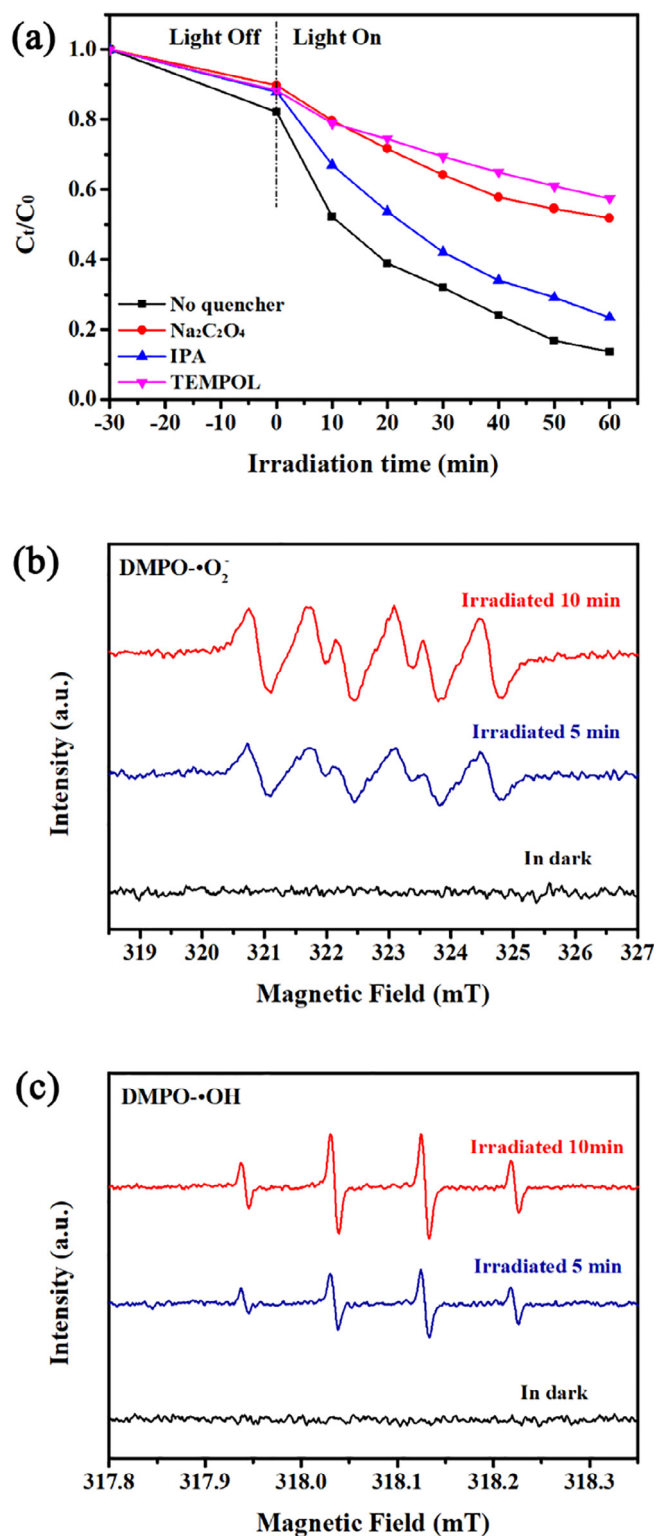 (a)
Light Off
Light On
1.0
0.8
0.6
0.4
0.2
0.0
Ct/C0
No quencher
Na₂C₂O₄
IPA
TEMPOL
-30 -20 -10 0 10 20 30 40 50 60
Irradiation time (min)
(b)
DMPO-•O₂⁻
Irradiated 10 min
Irradiated 5 min
In dark
Intensity (a.u.)
319 320 321 322 323 324 325 326 327
Magnetic Field (mT)
(c)
DMPO-•OH
Irradiated 10min
Irradiated 5 min
In dark
Intensity (a.u.)
317.8 317.9 318.0 318.1 318.2 318.3
Magnetic Field (mT)